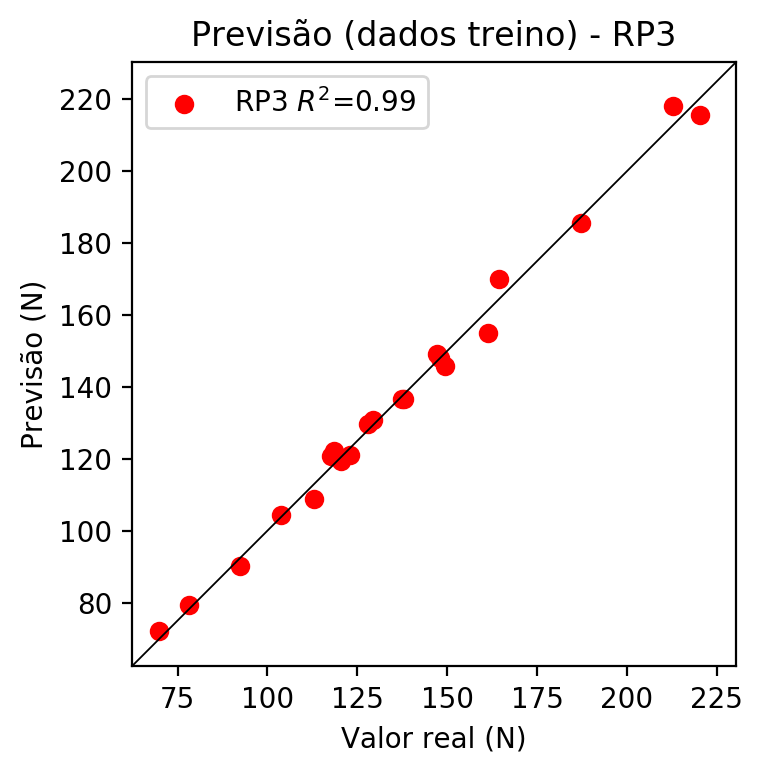 Previsão (dados treino) - RP3
RP3 R²=0.99
220
200
180
160
140
120
100
80
Previsão (N)
75 100 125 150 175 200 225
Valor real (N)